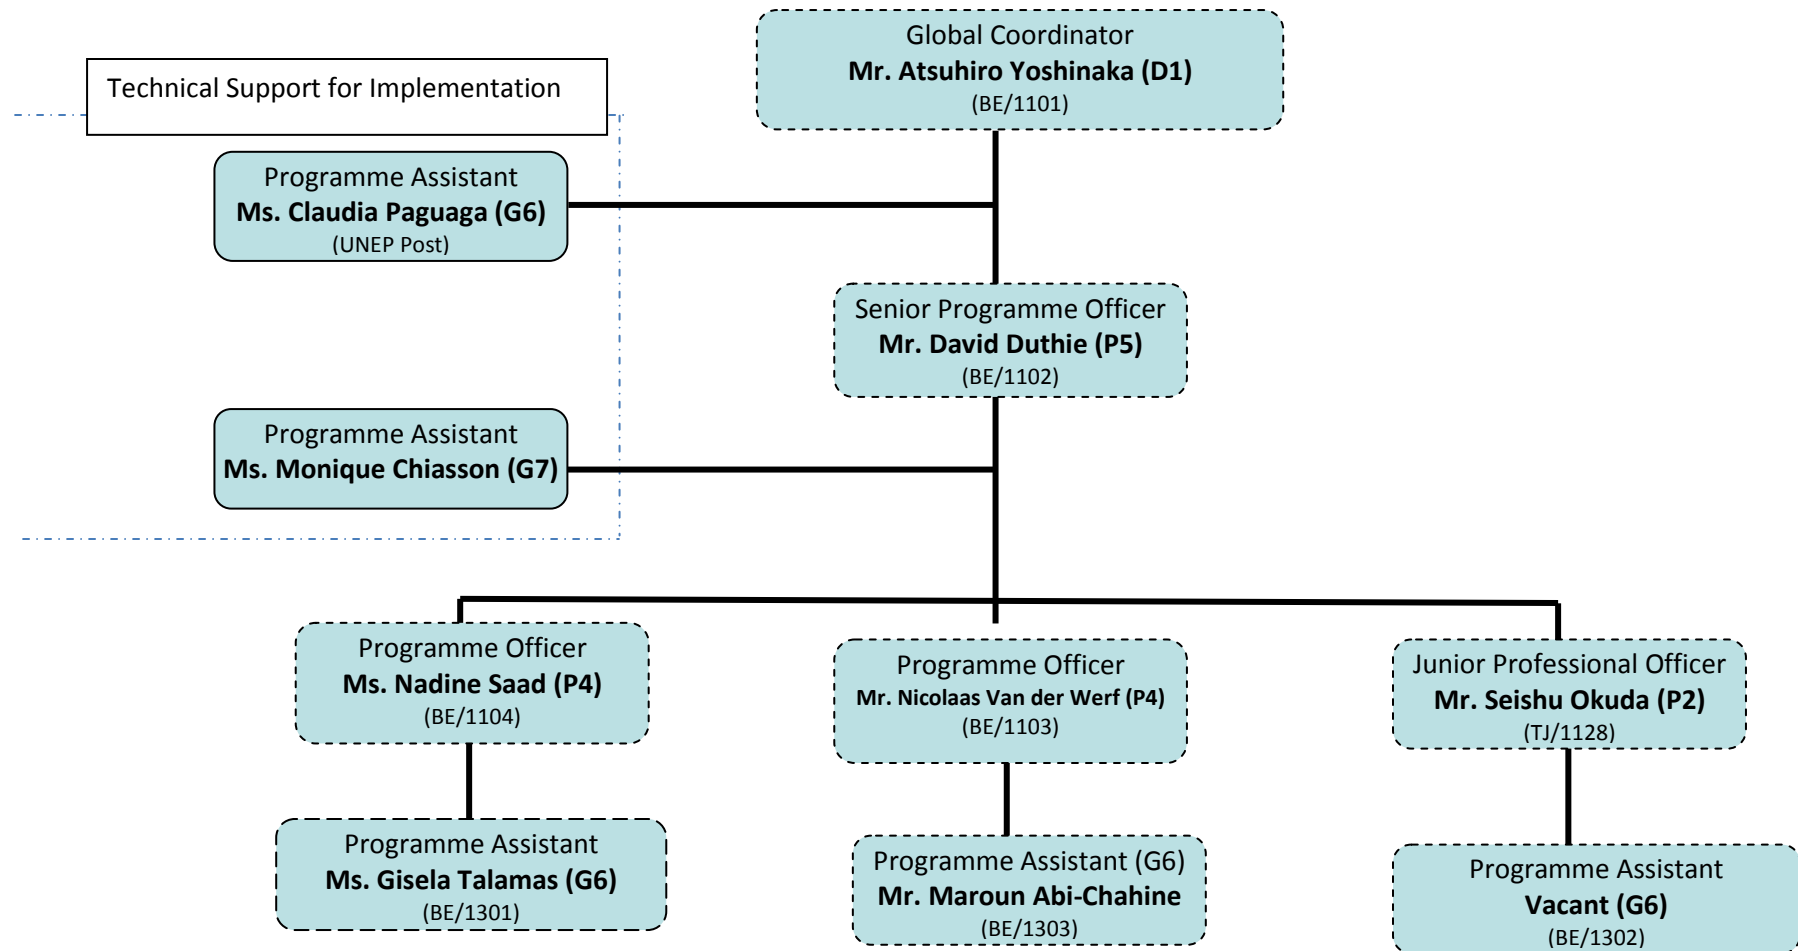 Global Coordinator
Mr. Atsuhiro Yoshinaka (D1)
(BE/1101)
Technical Support for Implementation
Programme Assistant
Ms. Claudia Paguaga (G6)
(UNEP Post)
Senior Programme Officer
Mr. David Duthie (P5)
(BE/1102)
Programme Assistant
Ms. Monique Chiasson (G7)
Programme Officer
Ms. Nadine Saad (P4)
(BE/1104)
Programme Officer
Mr. Nicolaas Van der Werf (P4)
(BE/1103)
Junior Professional Officer
Mr. Seishu Okuda (P2)
(TJ/1128)
Programme Assistant
Ms. Gisela Talamas (G6)
(BE/1301)
Programme Assistant (G6)
Mr. Maroun Abi-Chahine
(BE/1303)
Programme Assistant
Vacant (G6)
(BE/1302)